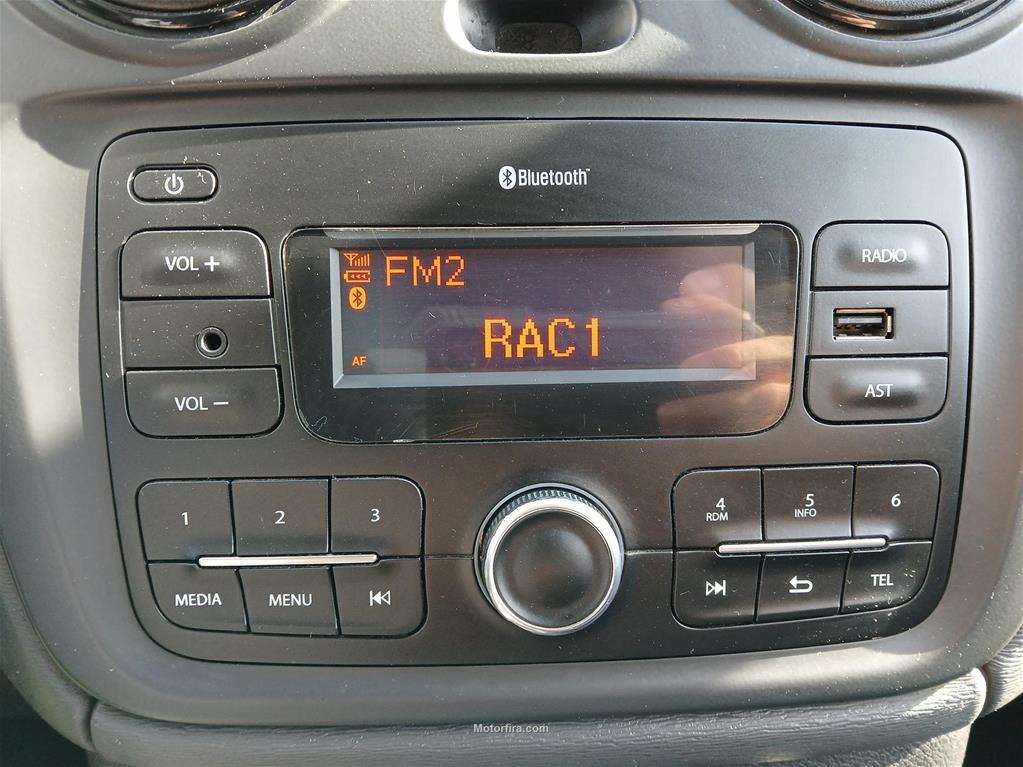 Bluetooth™
VOL +
FM2
RAC1
AF
RADIO
VOL −
AST
1 2 3
4 RDM 5 INFO 6
MEDIA MENU
TEL
Motorfira.com